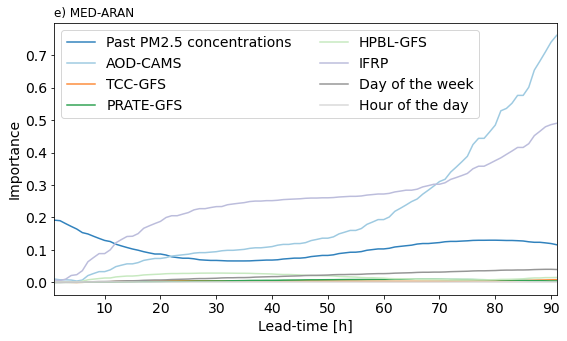 e) MED-ARAN
Past PM2.5 concentrations
AOD-CAMS
TCC-GFS
PRATE-GFS
HPBL-GFS
IFRP
Day of the week
Hour of the day
Importance
0.7
0.6
0.5
0.4
0.3
0.2
0.1
0.0
10 20 30 40 50 60 70 80 90
Lead-time [h]